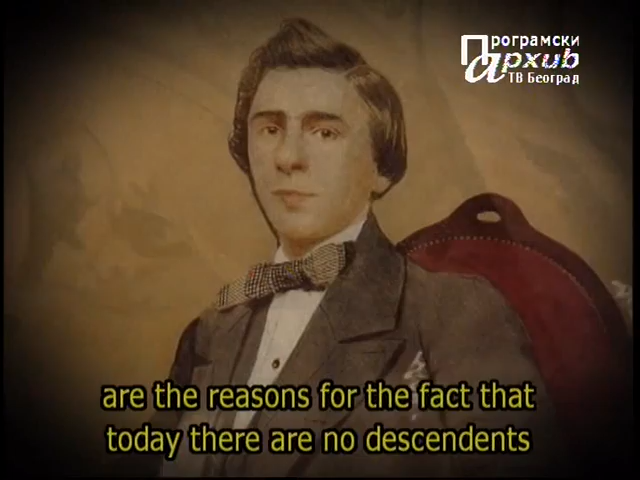 Програмски
Архив
ТВ Београд
are the reasons for the fact that
today there are no descendents